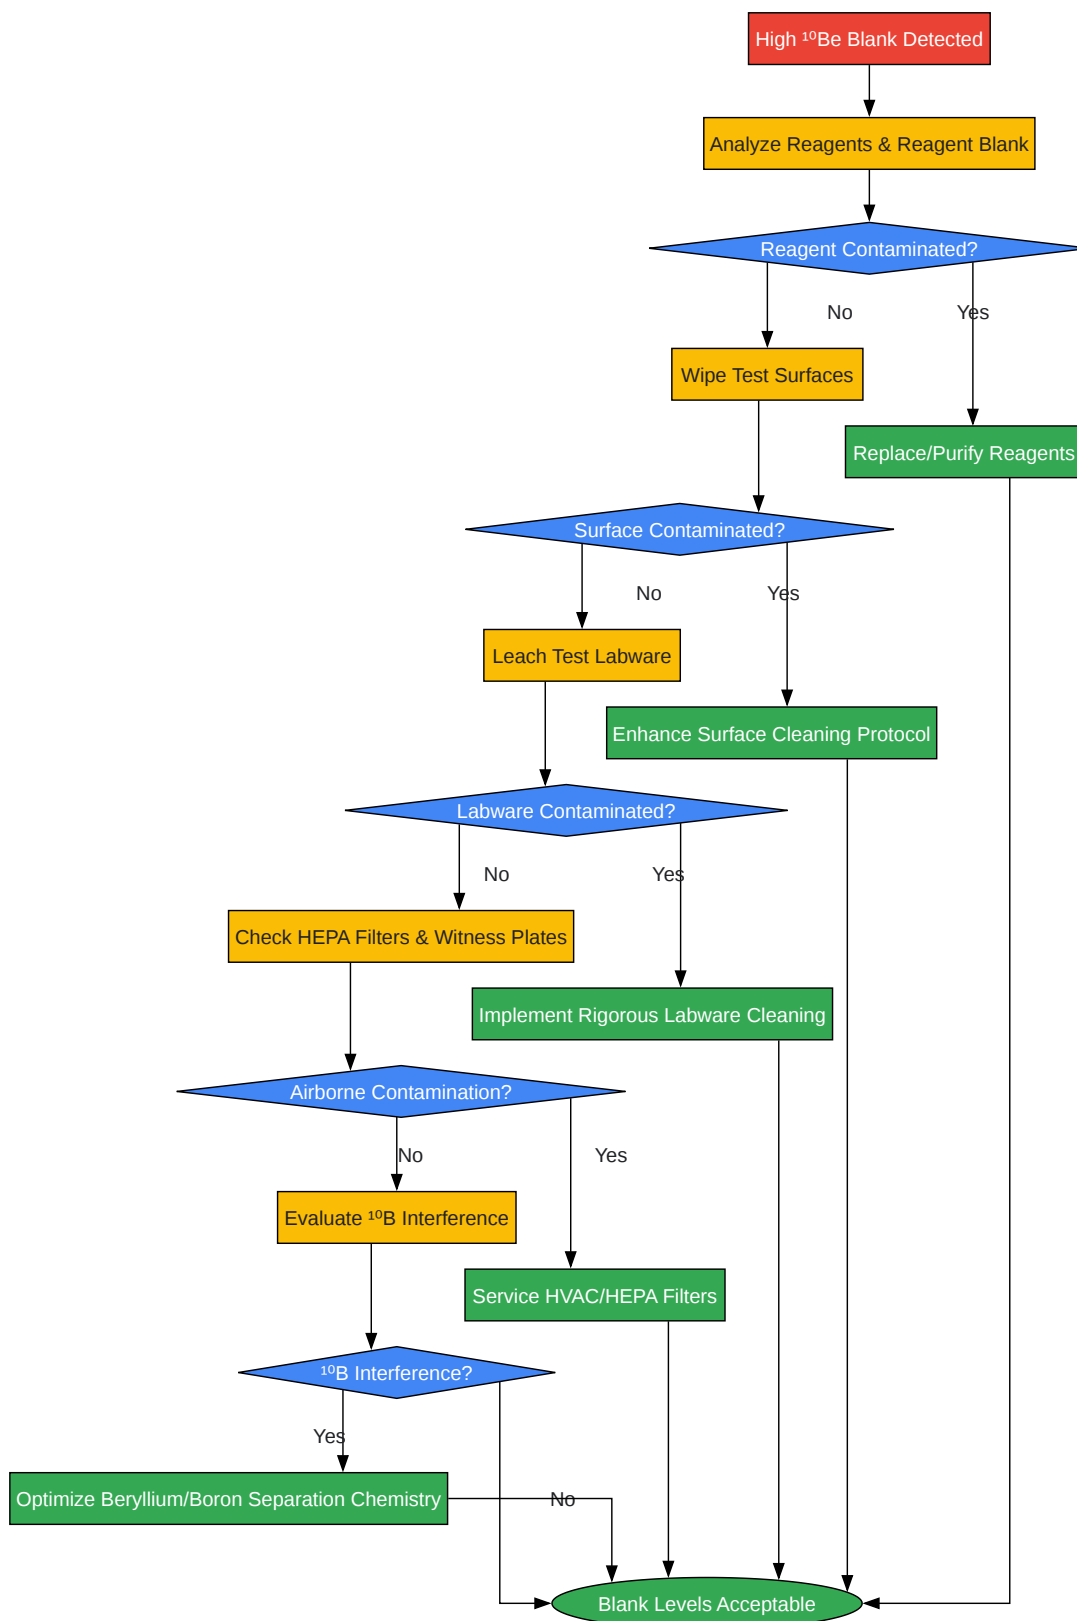 High ¹⁰Be Blank Detected
Analyze Reagents & Reagent Blank
Reagent Contaminated?
No
Yes
Wipe Test Surfaces
Replace/Purify Reagents
Surface Contaminated?
No
Yes
Leach Test Labware
Enhance Surface Cleaning Protocol
Labware Contaminated?
No
Yes
Check HEPA Filters & Witness Plates
Implement Rigorous Labware Cleaning
Airborne Contamination?
No
Yes
Evaluate ¹⁰B Interference
Service HVAC/HEPA Filters
¹⁰B Interference?
Yes
Optimize Beryllium/Boron Separation Chemistry
No
Blank Levels Acceptable